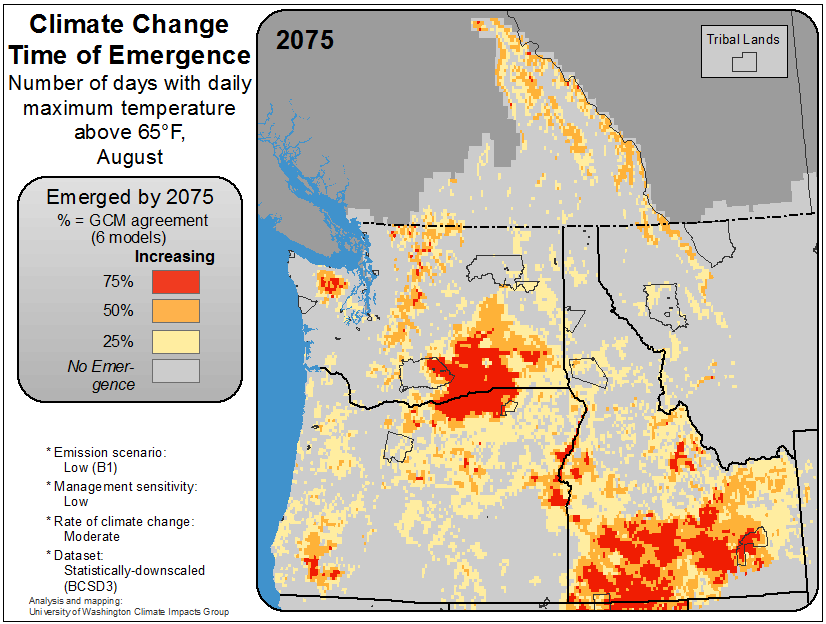 Climate Change
Time of Emergence
Number of days with daily
maximum temperature
above 65°F,
August
Emerged by 2075
% = GCM agreement
(6 models)
Increasing
75%
50%
25%
No Emer-
gence
* Emission scenario:
Low (B1)
* Management sensitivity:
Low
* Rate of climate change:
Moderate
* Dataset:
Statistically-downscaled
(BCSD3)
Analysis and mapping:
University of Washington Climate Impacts Group
2075
Tribal Lands